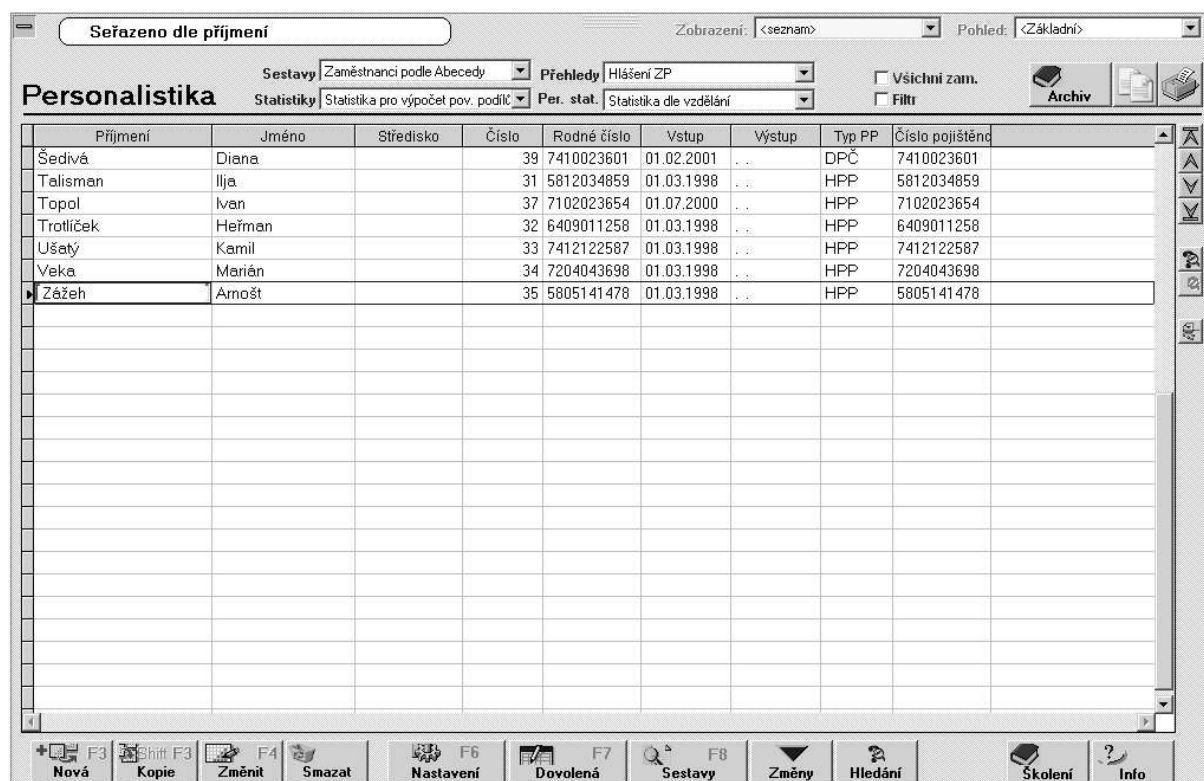 Seřazeno dle příjmení Zobrazení: <seznam> Pohled: <Základní>
Sestavy Zaměstnanci podle Abecedy Přehledy Hlášení ZP Všichni zam.
Personalistika Statistiky Statistika pro výpočet pov. podílč Per. stat. Statistika dle vzdělání Filtr Archiv
Příjmení Jméno Středisko Číslo Rodné číslo Vstup Výstup Typ PP Číslo pojištěnc
Šedivá Diana 39 7410023601 01.02.2001 . . DPČ 7410023601
Talisman Ilja 31 5812034859 01.03.1998 . . HPP 5812034859
Topol Ivan 37 7102023654 01.07.2000 . . HPP 7102023654
Trotlíček Heřman 32 6409011258 01.03.1998 . . HPP 6409011258
Ušatý Kamil 33 7412122587 01.03.1998 . . HPP 7412122587
Veka Marián 34 7204043698 01.03.1998 . . HPP 7204043698
Zážeh Arnošt 35 5805141478 01.03.1998 . . HPP 5805141478
F3 Shift F3 F4 F6 F7 F8
Nová Kopie Změnit Smazat Nastavení Dovolená Sestavy Změny Hledání Školení Info